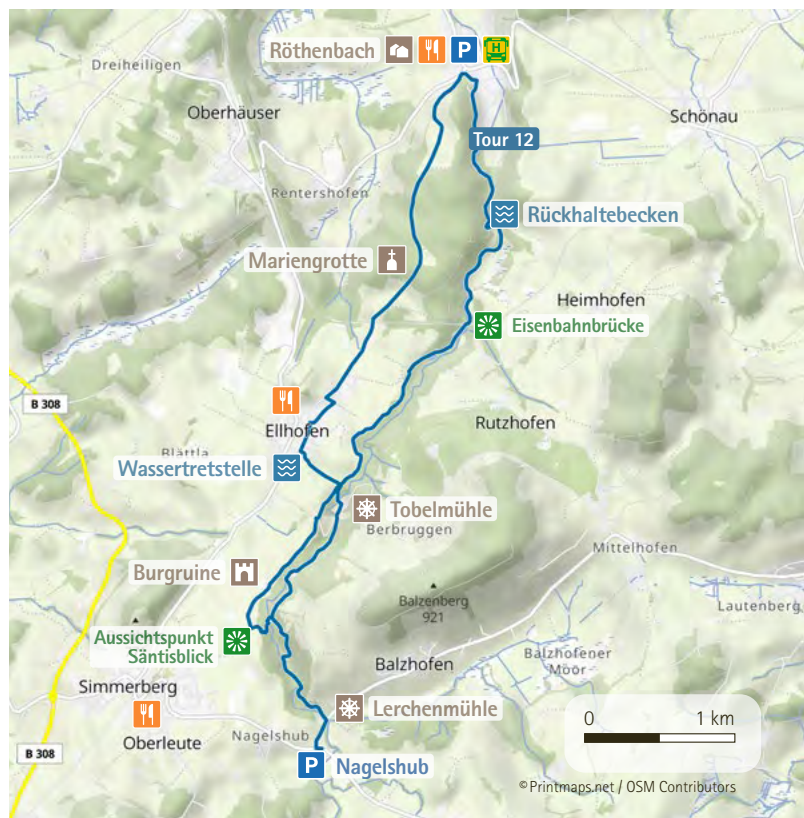 Röthenbach
P
H
Dreiheiligen
Oberhäuser
Schönau
Tour 12
Rentershofen
Rückhaltebecken
Mariengrotte
Heimhofen
Eisenbahnbrücke
B 308
Ellhofen
Rutzhofen
Blättla
Wassertretstelle
Tobelmühle
Berbruggen
Mittelhofen
Burgruine
Balzenberg
921
Lautenberg
Aussichtspunkt
Säntisblick
Balzhofen
Balzhofener
Moor
Simmerberg
Lerchenmühle
Oberleute
Nagelshub
B 308
P
Nagelshub
0 1 km
© Printmaps.net / OSM Contributors